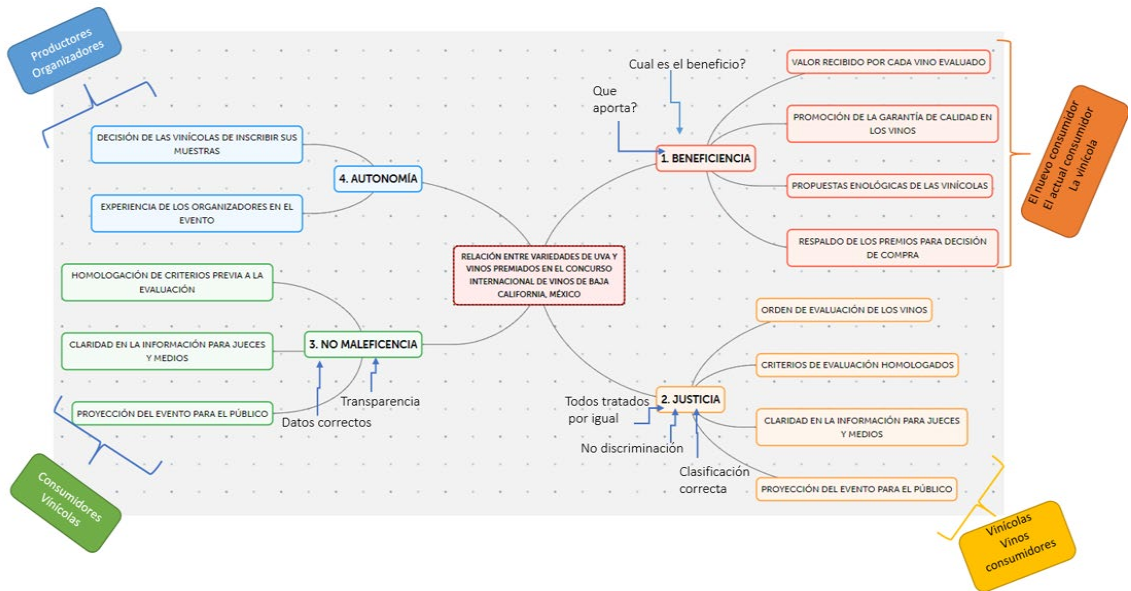 Productores
Organizadores
DECISIÓN DE LAS VINÍCOLAS DE INSCRIBIR SUS
MUESTRAS
EXPERIENCIA DE LOS ORGANIZADORES EN EL
EVENTO
4. AUTONOMÍA
Cual es el beneficio?
Que
aporta?
1. BENEFICIENCIA
VALOR RECIBIDO POR CADA VINO EVALUADO
PROMOCIÓN DE LA GARANTÍA DE CALIDAD EN
LOS VINOS
PROPUESTAS ENOLÓGICAS DE LAS VINÍCOLAS
RESPALDO DE LOS PREMIOS PARA DECISIÓN
DE COMPRA
El nuevo consumidor
El actual consumidor
La vinícola
RELACIÓN ENTRE VARIEDADES DE UVA Y
VINOS PREMIADOS EN EL CONCURSO
INTERNACIONAL DE VINOS DE BAJA
CALIFORNIA, MÉXICO
HOMOLOGACIÓN DE CRITERIOS PREVIA A LA
EVALUACIÓN
CLARIDAD EN LA INFORMACIÓN PARA JUECES
Y MEDIOS
PROYECCIÓN DEL EVENTO PARA EL PÚBLICO
3. NO MALEFICENCIA
Transparencia
Datos correctos
Consumidores
Vinícolas
2. JUSTICIA
Todos tratados
por igual
No discriminación
Clasificación
correcta
ORDEN DE EVALUACIÓN DE LOS VINOS
CRITERIOS DE EVALUACIÓN HOMOLOGADOS
CLARIDAD EN LA INFORMACIÓN PARA JUECES
Y MEDIOS
PROYECCIÓN DEL EVENTO PARA EL PÚBLICO
Vinícolas
Vinos
consumidores